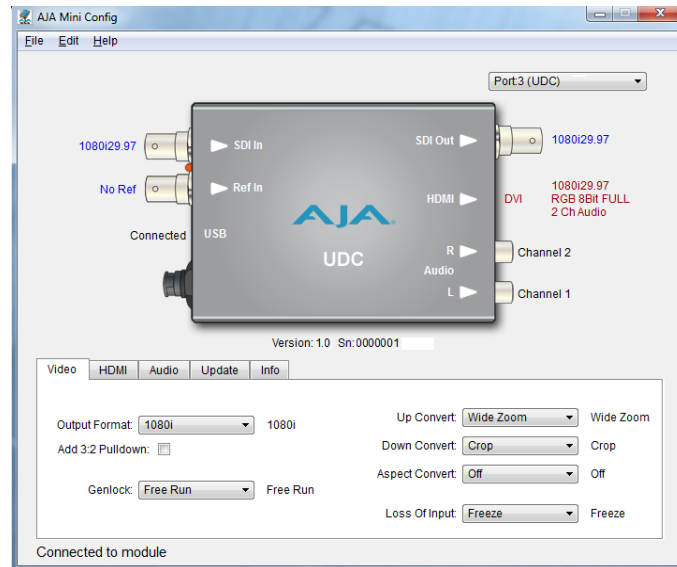 AJA Mini Config
File Edit Help
Port:3 (UDC)
1080i29.97
SDI In
SDI Out
1080i29.97
No Ref
Ref In
HDMI
DVI
1080i29.97
RGB 8Bit FULL
2 Ch Audio
AJA
Connected
USB
UDC
R
Audio
L
Channel 2
Channel 1
Version: 1.0 Sn:0000001
Video HDMI Audio Update Info
Output Format: 1080i 1080i
Up Convert: Wide Zoom Wide Zoom
Add 3:2 Pulldown:
Down Convert: Crop Crop
Aspect Convert: Off Off
Genlock: Free Run Free Run
Loss Of Input: Freeze Freeze
Connected to module